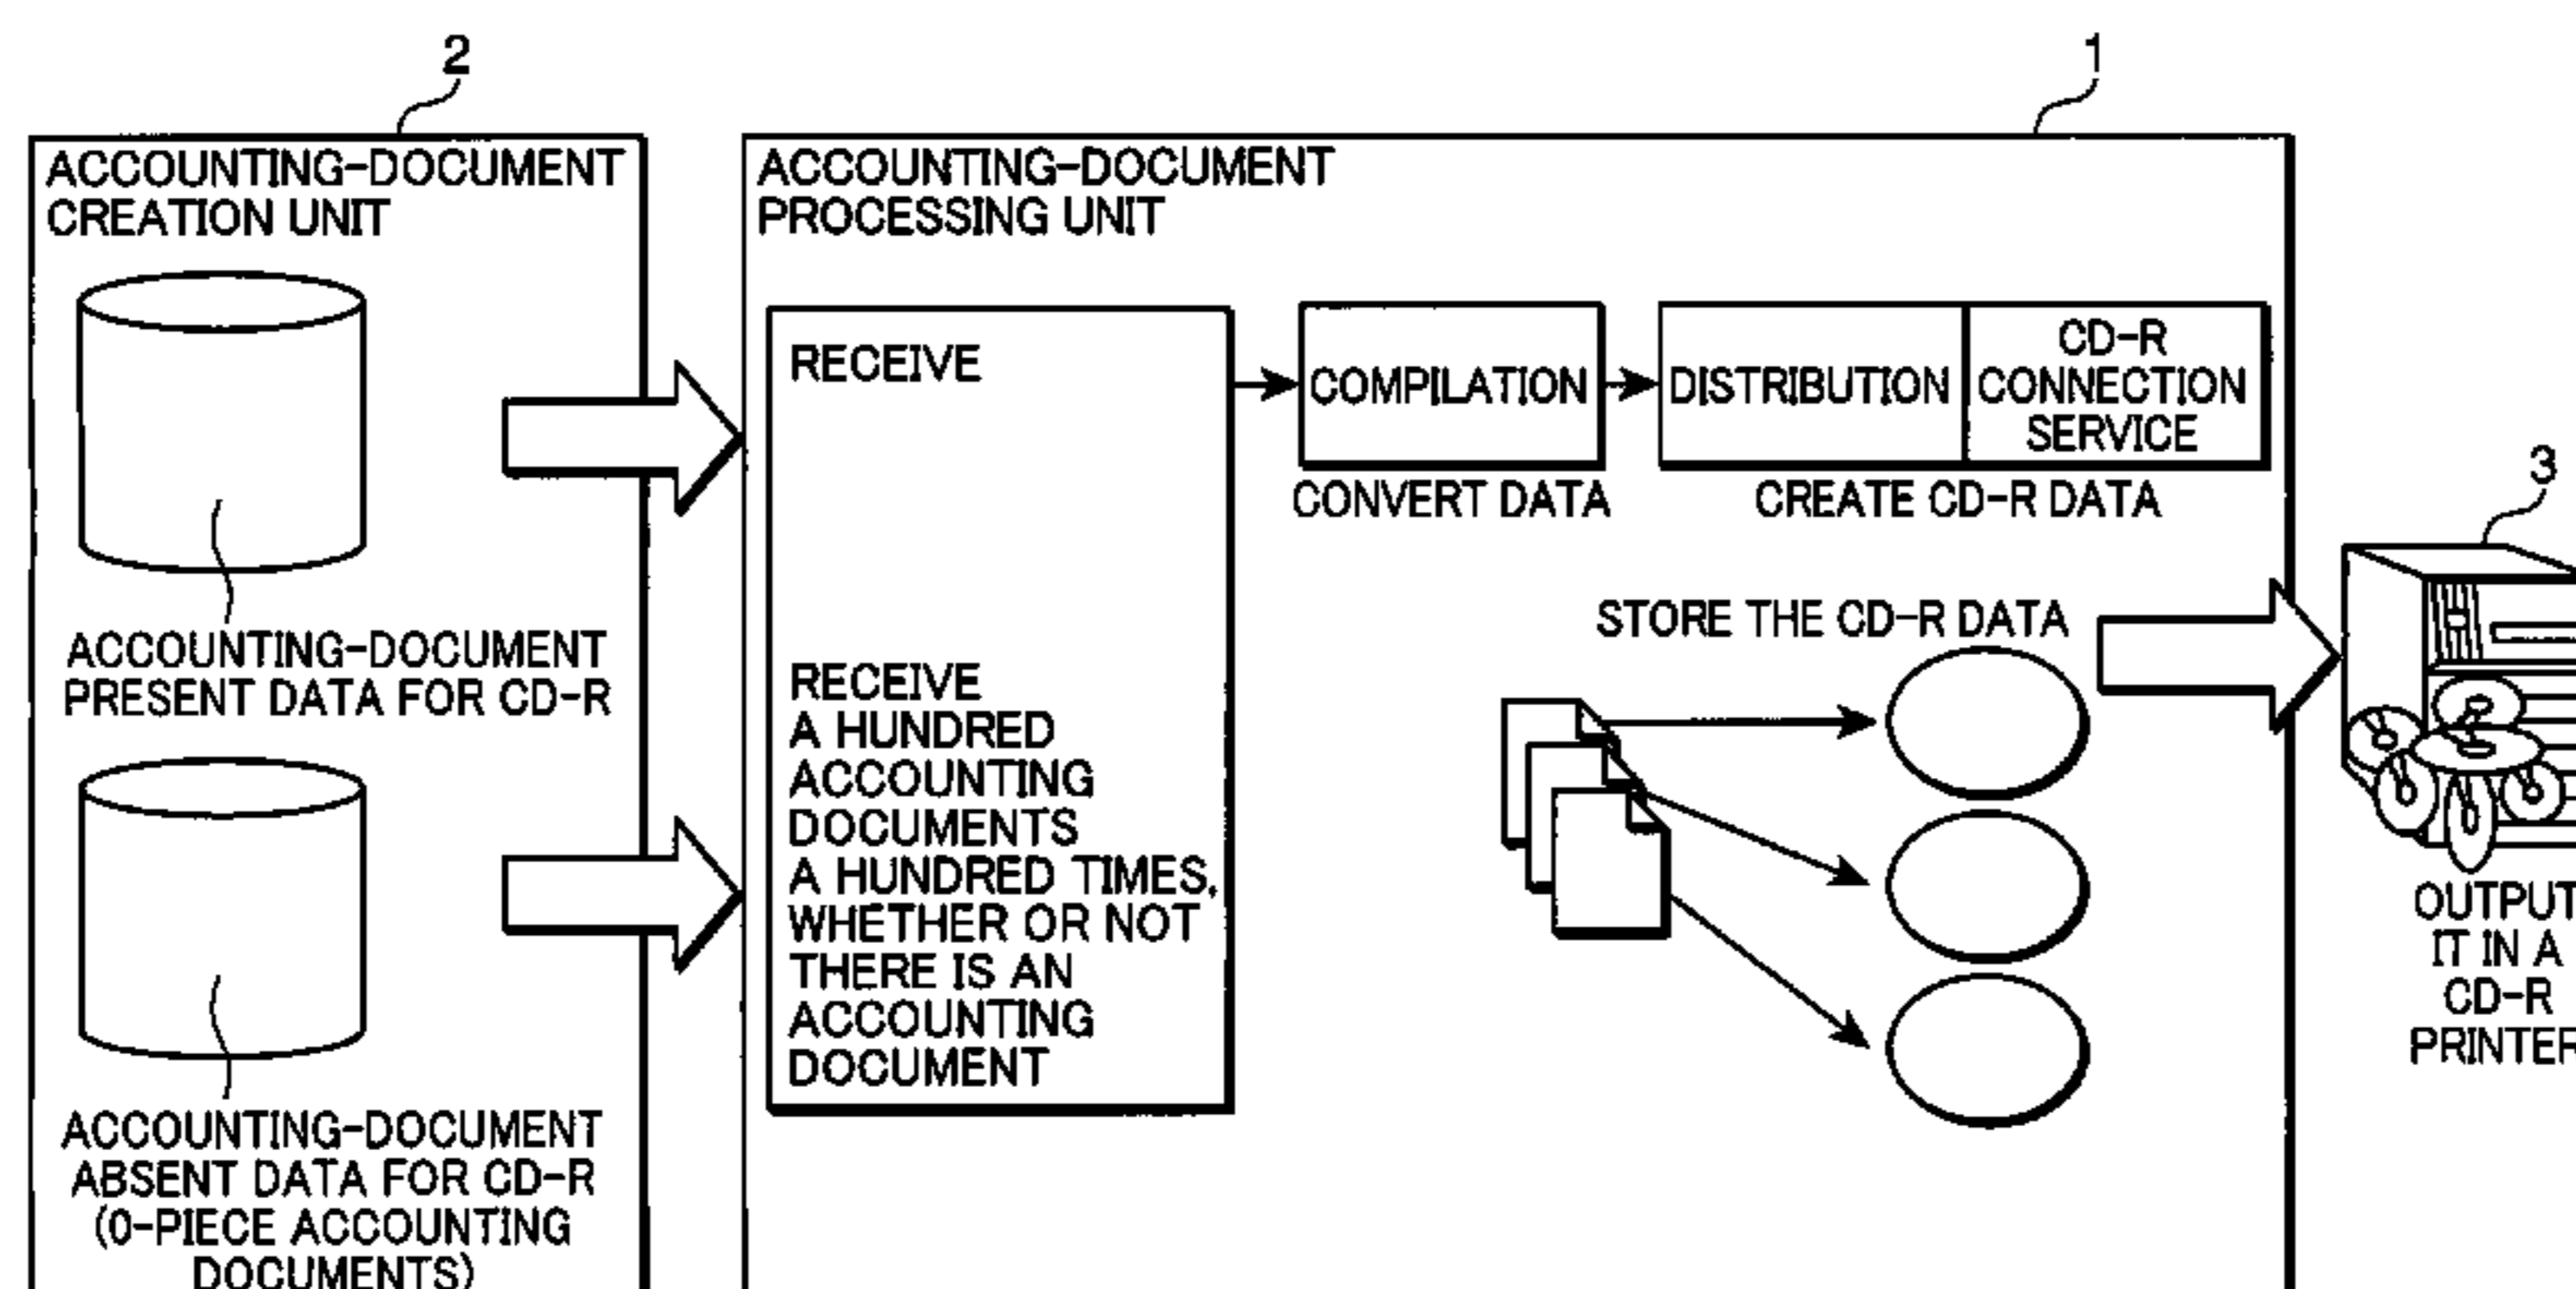 2
1
ACCOUNTING-DOCUMENT
CREATION UNIT
ACCOUNTING-DOCUMENT
PRESENT DATA FOR CD-R
ACCOUNTING-DOCUMENT
ABSENT DATA FOR CD-R
(0-PIECE ACCOUNTING
DOCUMENTS)
ACCOUNTING-DOCUMENT
PROCESSING UNIT
RECEIVE
RECEIVE
A HUNDRED
ACCOUNTING
DOCUMENTS
A HUNDRED TIMES,
WHETHER OR NOT
THERE IS AN
ACCOUNTING
DOCUMENT
COMPILATION
CONVERT DATA
DISTRIBUTION
CD-R
CONNECTION
SERVICE
CREATE CD-R DATA
STORE THE CD-R DATA
3
OUTPUT
IT IN A
CD-R
PRINTER